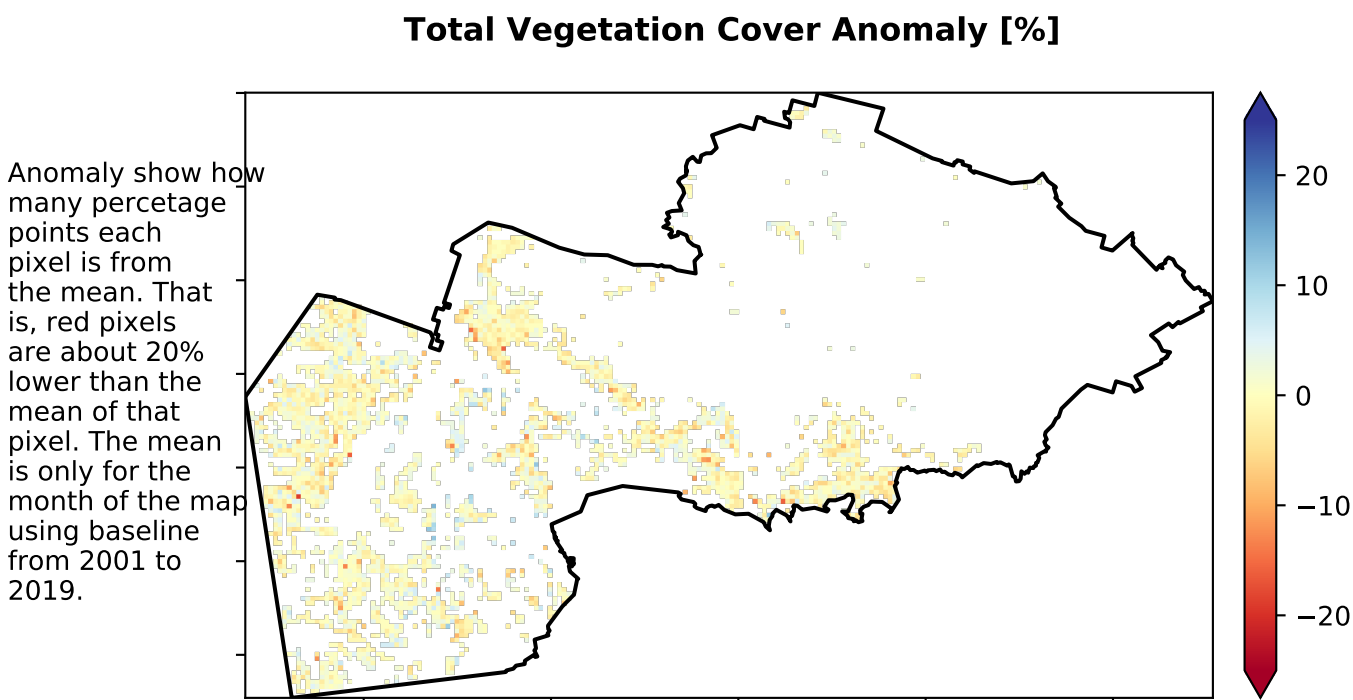 Total Vegetation Cover Anomaly [%]
Anomaly show how
many percetage
points each
pixel is from
the mean. That
is, red pixels
are about 20%
lower than the
mean of that
pixel. The mean
is only for the
month of the map
using baseline
from 2001 to
2019.
20
10
0
−10
−20